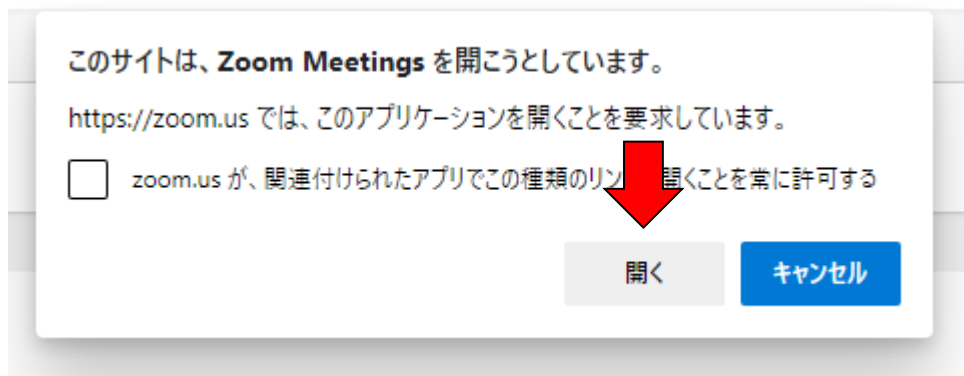 このサイトは、Zoom Meetings を開こうとしています。
https://zoom.us では、このアプリケーションを開くことを要求しています。
zoom.us が、関連付けられたアプリでこの種類のリン 開くことを常に許可する
開く
キャンセル